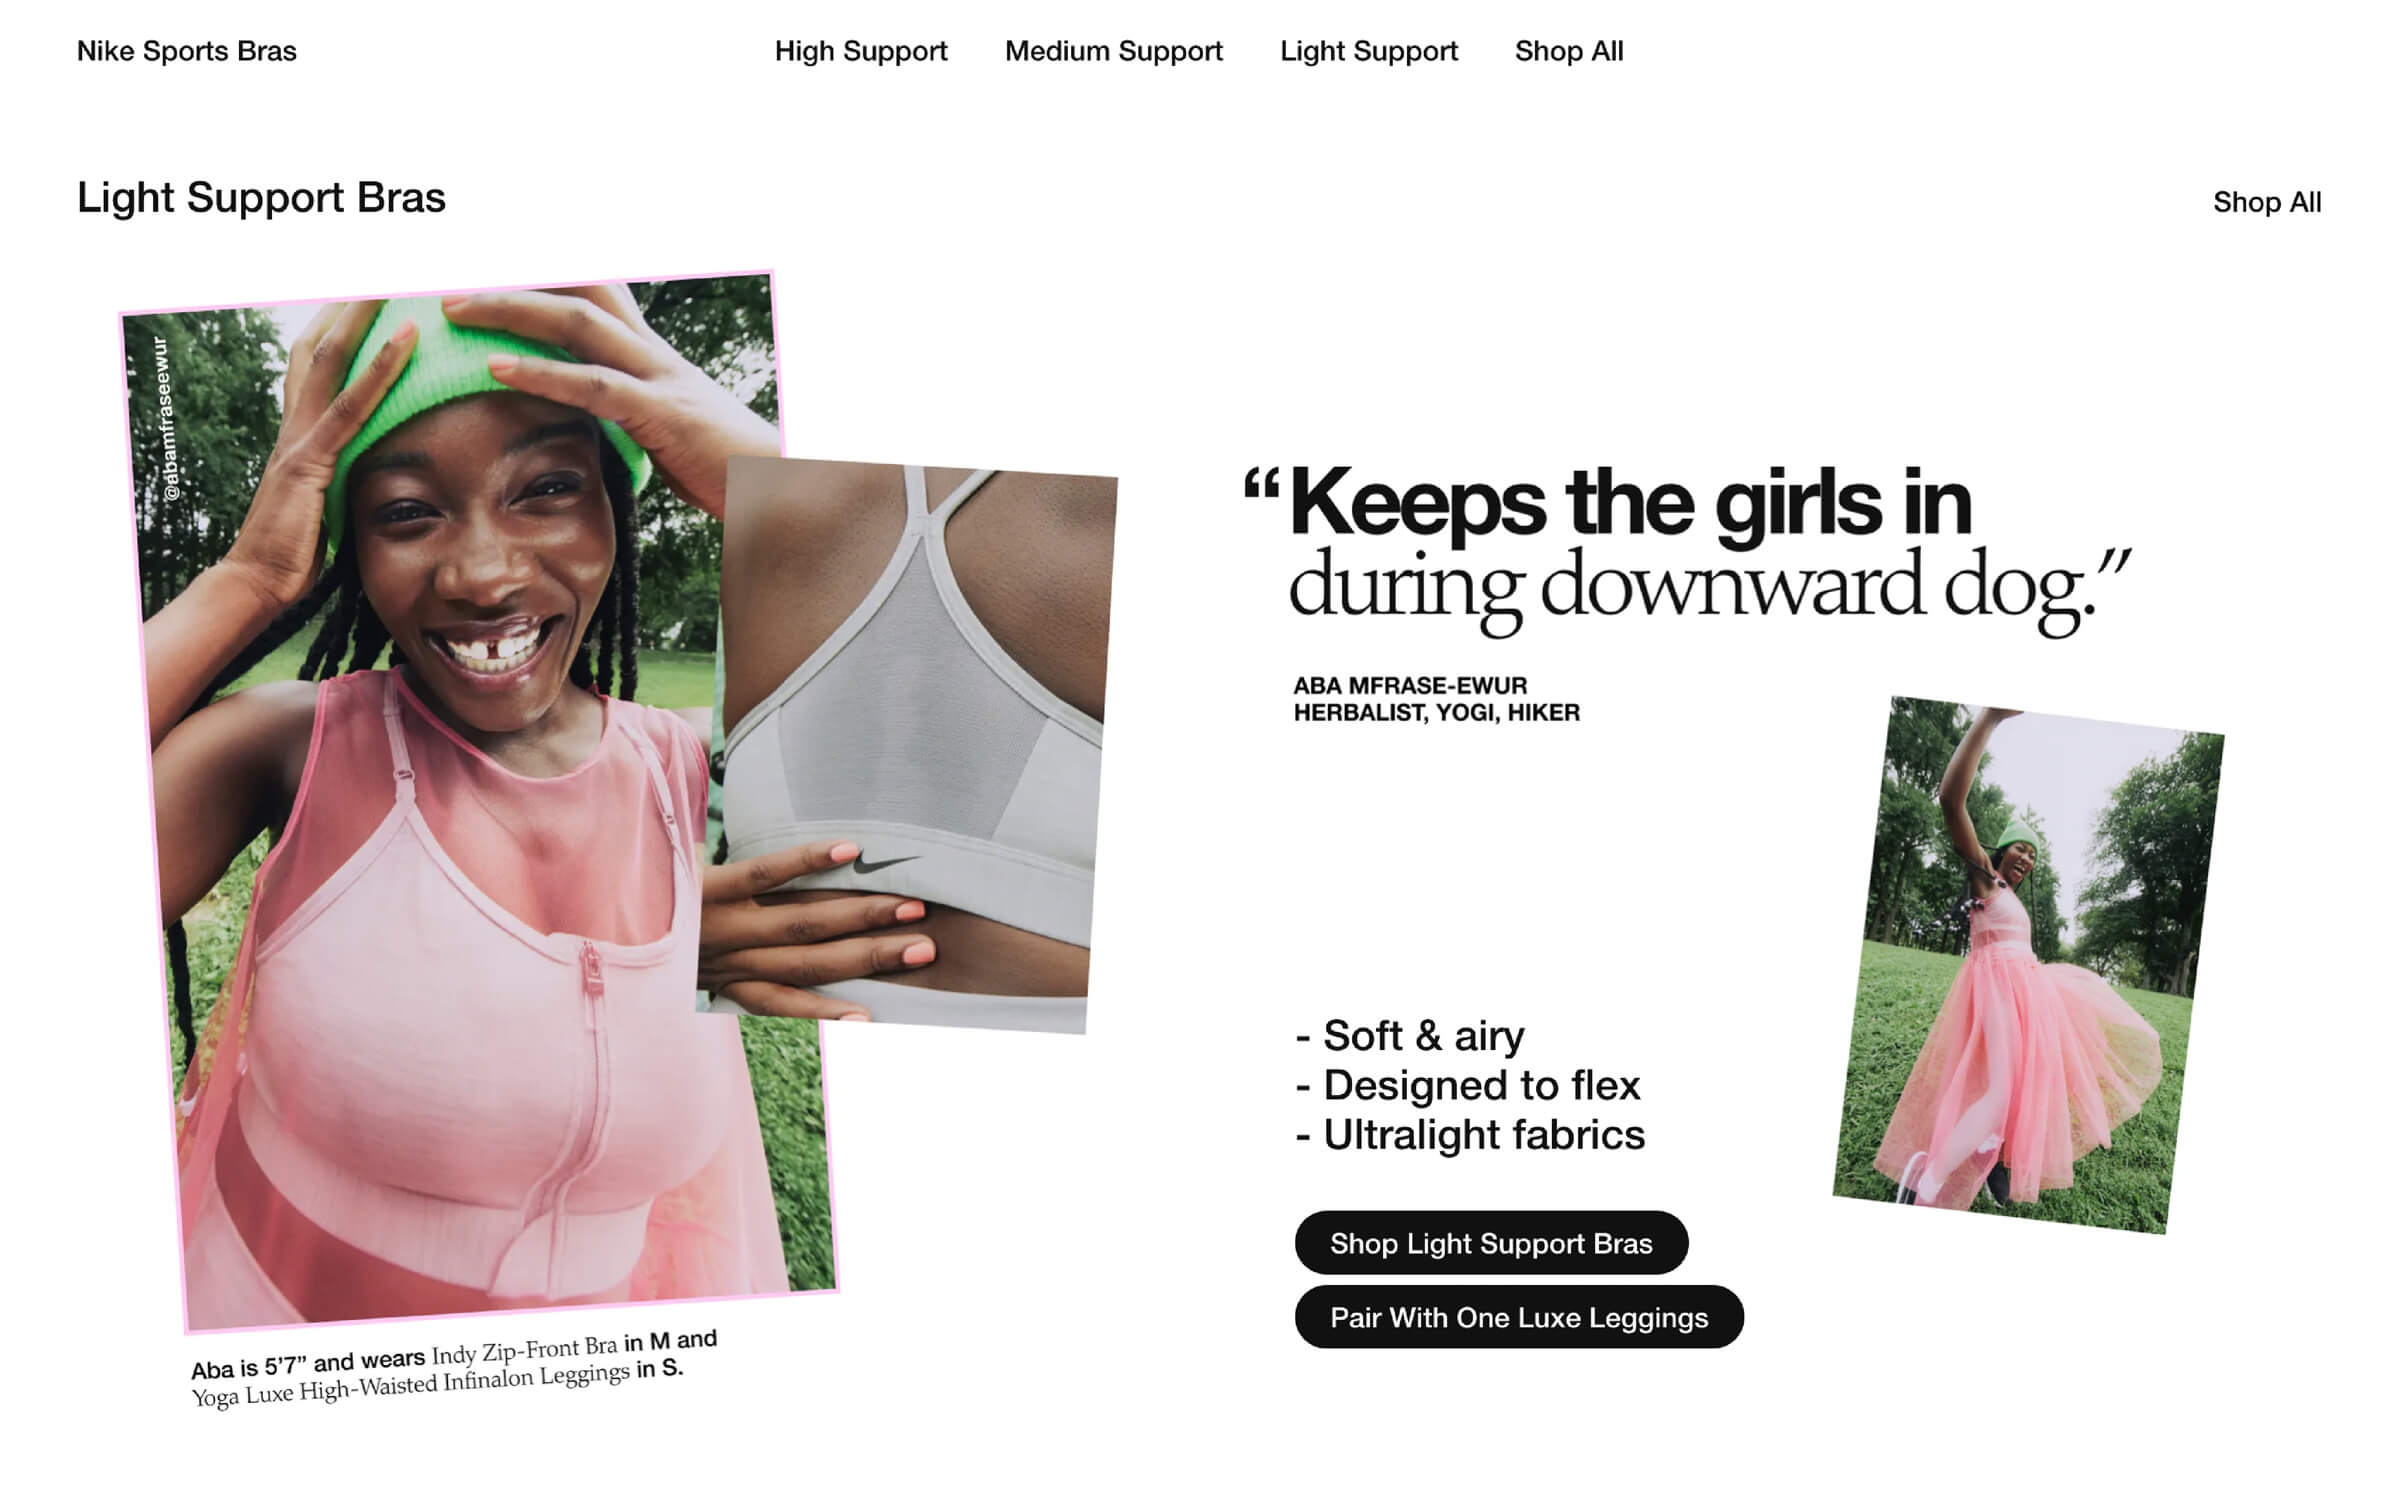 Nike Sports Bras
High Support
Medium Support
Light Support
Shop All
Light Support Bras
Shop All
@abamfraseewur
“Keeps the girls in
during downward dog.”
ABA MFRASE-EWUR
HERBALIST, YOGI, HIKER
- Soft & airy
- Designed to flex
- Ultralight fabrics
Shop Light Support Bras
Pair With One Luxe Leggings
Aba is 5’7” and wears Indy Zip-Front Bra in M and
Yoga Luxe High-Waisted Infinalon Leggings in S.